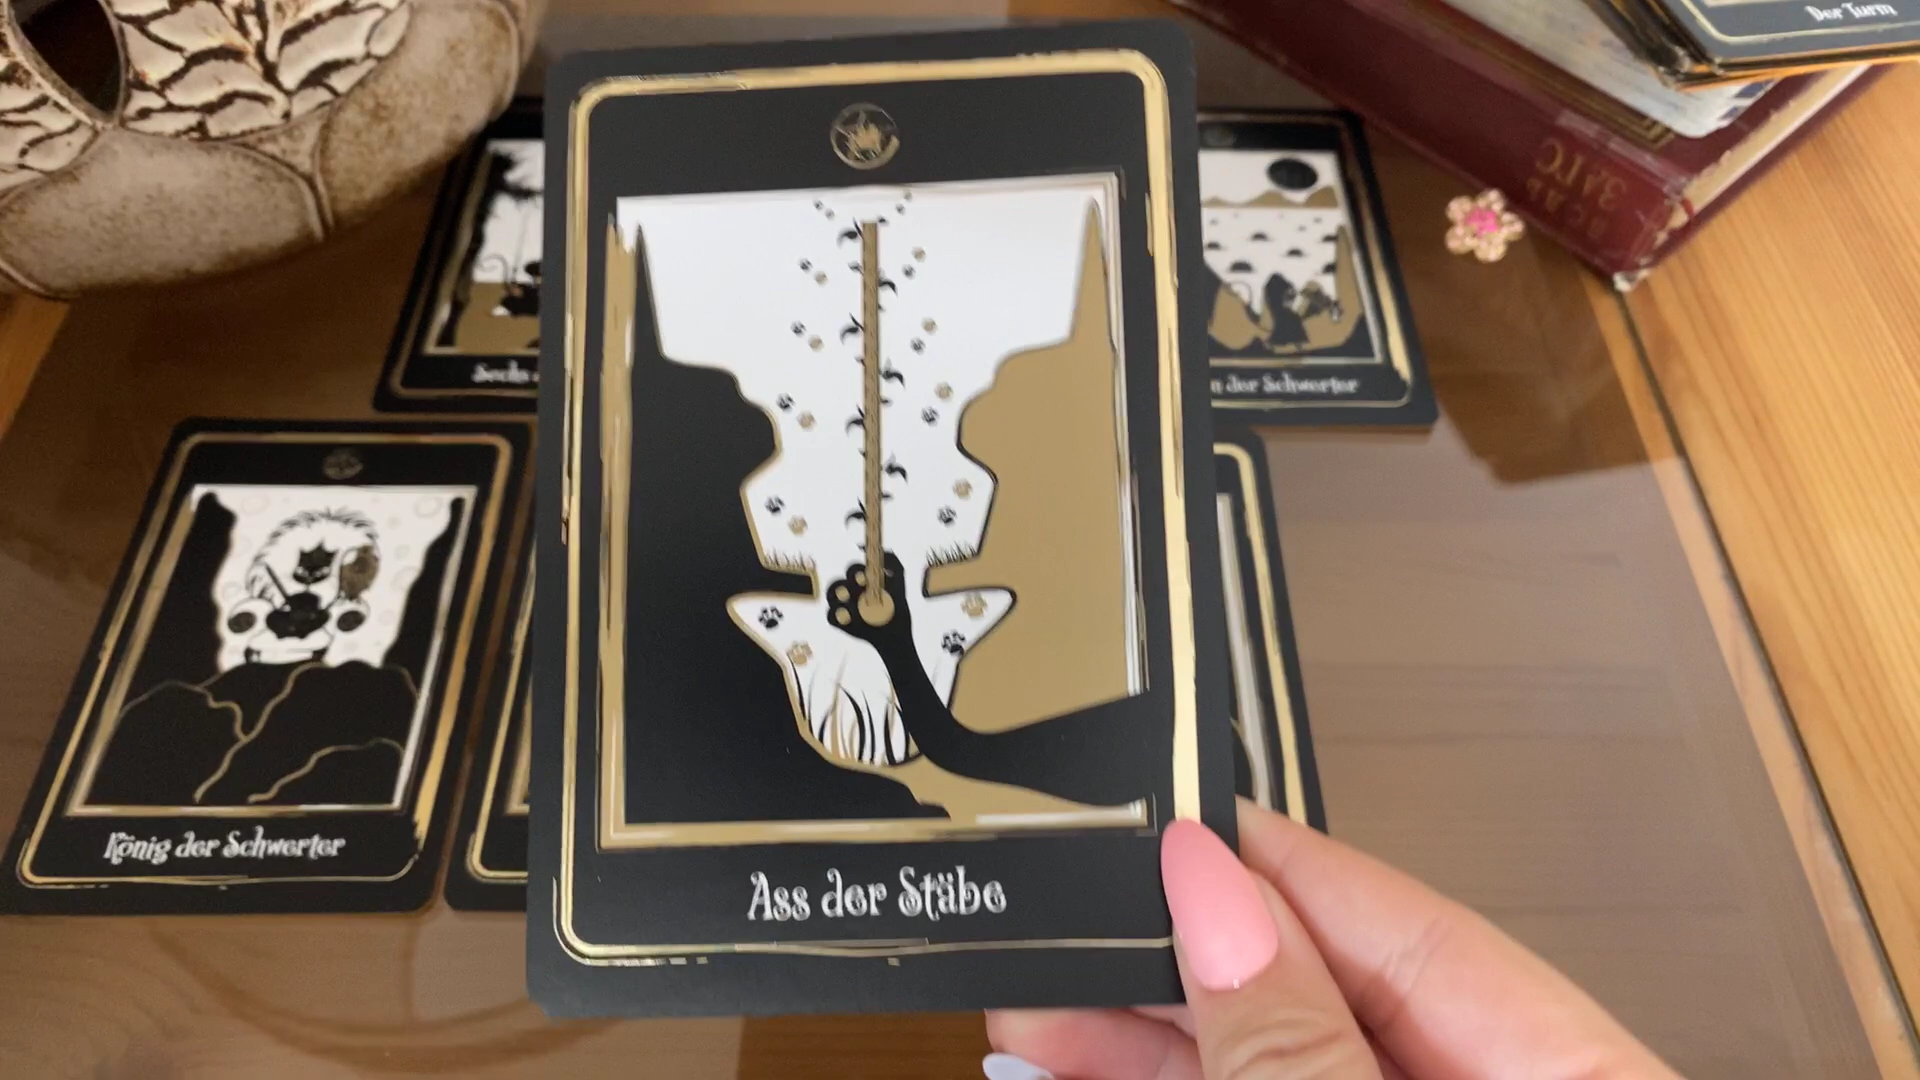 Der Turm
Sechs
der Schwerter
König der Schwerter
Ass der Stäbe